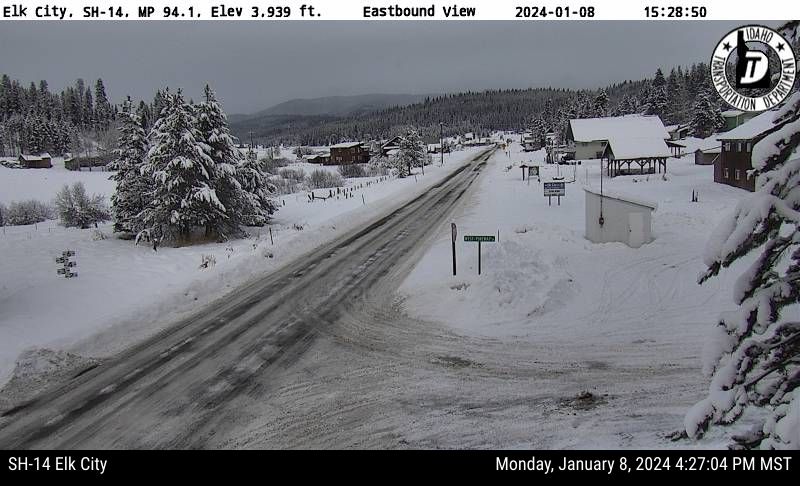 Elk City, SH-14, MP 94.1, Elev 3,939 ft. Eastbound View 2024-01-08 15:28:50
IDAHO
TRANSPORTATION DEPARTMENT
SH-14 Elk City Monday, January 8, 2024 4:27:04 PM MST